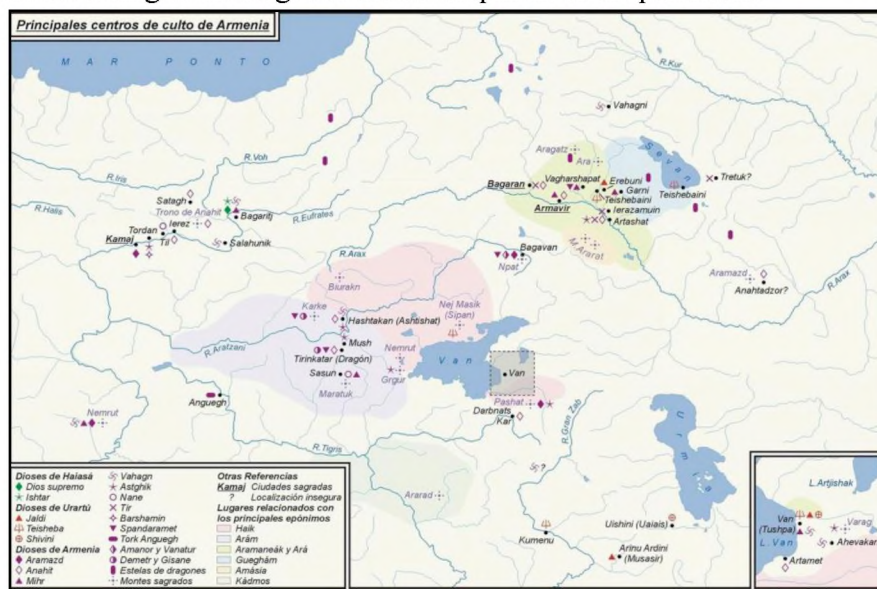 Principales centros de culto de Armenia
MAR PONTO
R.Kur
Vahagni
R.Voh
R.Iris
Aragatz
Ara
Sevan
Tretuk?
Bagaran
Vagharshapat
Erebuni
Garni
Teishebaini
Teishebaini
Armavir
Ierazamuin
Artashat
M.Ararat
Satagh
Trono de Anahit
Ierez
Bagaritj
R.Eufrates
R.Halis
Tordan
Kamaj
Til
Salahunik
R.Arax
Bagavan
Npat
Aramazd
Anahtadzor?
R.Arax
Biurakn
Karke
Hashtakan (Ashtishat)
Nej Masik
(Sipan)
Mush
R.Aratzani
Tirinkatar (Dragón)
Nemrut
Van
Van
Sasun
Grgur
Maratuk
Anguegh
Pashat
Nemrut
Darbnats
Kar
R.Gran Zab
Urmia
R.Tigris
Ararad
?
Uishini (Uaiais)
Kumenu
Arinu Ardini
(Musasir)
L.Artjishak
Van
(Tushpa)
Varag
L.Van
Ahevakan
Artamet
Dioses de Haiasá
Dios supremo
Ishtar
Dioses de Urartú
Jaldi
Teisheba
Shivini
Dioses de Armenia
Aramazd
Anahit
Mihr
Vahagn
Astghik
Nane
Tir
Barshamin
Spandaramet
Tork Anguegh
Amanor y Vanatur
Demetr y Gisane
Estelas de dragones
Montes sagrados
Otras Referencias
Kamaj Ciudades sagradas
? Localización insegura
Lugares relacionados con
los principales epónimos
Haik
Arám
Aramaneák y Ará
Gueghám
Amásia
Kádmos